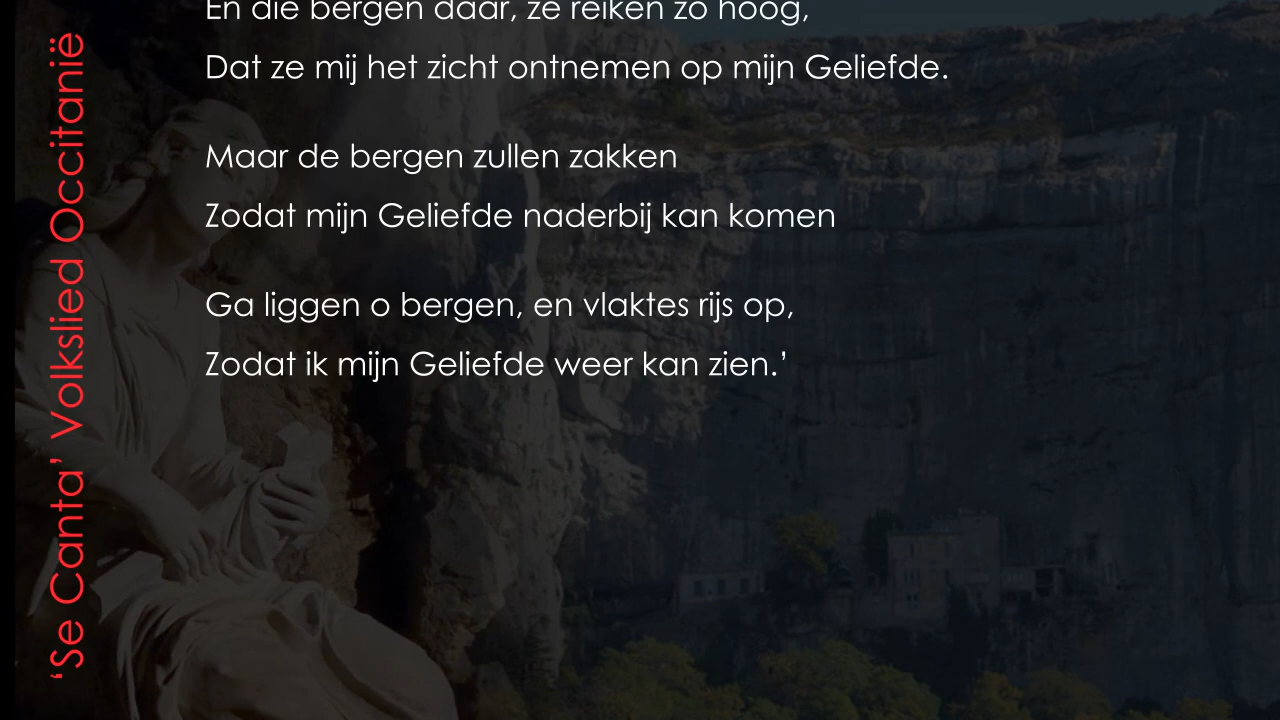 En die bergen daar, ze reiken zo hoog,
Dat ze mij het zicht ontnemen op mijn Geliefde.
Maar de bergen zullen zakken
Zodat mijn Geliefde naderbij kan komen
Ga liggen o bergen, en vlaktes rijs op,
Zodat ik mijn Geliefde weer kan zien.’
‘Se Canta’ Volkslied Occitanië